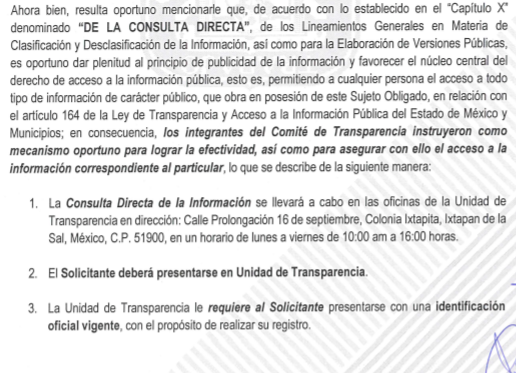 Ahora bien, resulta oportuno mencionarle que, de acuerdo con lo establecido en el "Capítulo X"
denominado "DE LA CONSULTA DIRECTA", de los Lineamientos Generales en Materia de
Clasificación y Desclasificación de la Información, así como para la Elaboración de Versiones Públicas,
es oportuno dar plenitud al principio de publicidad de la información y favorecer el núcleo central del
derecho de acceso a la información pública, esto es, permitiendo a cualquier persona el acceso a todo
tipo de información de carácter público, que obra en posesión de este Sujeto Obligado, en relación con
el artículo 164 de la Ley de Transparencia y Acceso a la Información Pública del Estado de México y
Municipios; en consecuencia, los integrantes del Comité de Transparencia instruyeron como
mecanismo oportuno para lograr la efectividad, así como para asegurar con ello el acceso a la
información correspondiente al particular, lo que se describe de la siguiente manera:
1. La Consulta Directa de la Información se llevará a cabo en las oficinas de la Unidad de
Transparencia en dirección: Calle Prolongación 16 de septiembre, Colonia Ixtapita, Ixtapan de la
Sal, México, C.P. 51900, en un horario de lunes a viernes de 10:00 am a 16:00 horas.
2. El Solicitante deberá presentarse en Unidad de Transparencia.
3. La Unidad de Transparencia le requiere al Solicitante presentarse con una identificación
oficial vigente, con el propósito de realizar su registro.